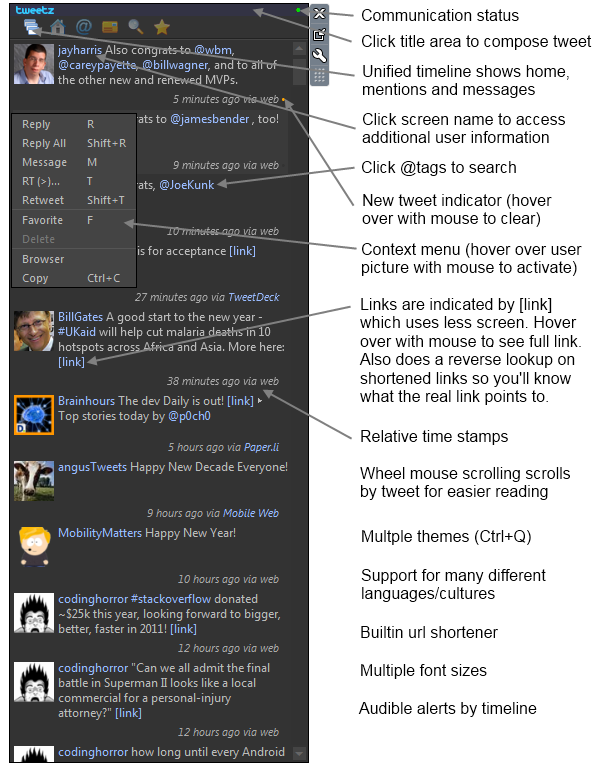 tweetz
jayharris Also congrats to @wbm,
@careypayette, @billwagner, and to all
of the other new and renewed MVPs.
5 minutes ago via web
ats to @jamesbender , too!
9 minutes ago via web
ats, @JoeKunk
10 minutes ago via web
is for acceptance [link]
27 minutes ago via TweetDeck
Reply R
Reply All Shift+R
Message M
RT (>)... T
Retweet Shift+T
Favorite F
Delete
Browser
Copy Ctrl+C
BillGates A good start to the new year -
#UKaid will help cut malaria deaths in 10
hotspots across Africa and Asia. More here:
[link]
38 minutes ago via web
Brainhours The dev Daily is out! [link] ▸
Top stories today by @p0ch0
5 hours ago via Paper.li
angusTweets Happy New Decade Everyone!
9 hours ago via Mobile Web
MobilityMatters Happy New Year!
10 hours ago via web
codinghorror #stackoverflow donated
~$25k this year, looking forward to bigger,
better, faster in 2011! [link]
12 hours ago via web
codinghorror "Can we all admit the final
battle in Superman II looks like a local
commercial for a personal-injury
attorney?" [link]
12 hours ago via web
codinghorror how long until every Android
Communication status
Click title area to compose tweet
Unified timeline shows home,
mentions and messages
Click screen name to access
additional user information
Click @tags to search
New tweet indicator (hover
over with mouse to clear)
Context menu (hover over user
picture with mouse to activate)
Links are indicated by [link]
which uses less screen. Hover
over with mouse to see full link.
Also does a reverse lookup on
shortened links so you'll know
what the real link points to.
Relative time stamps
Wheel mouse scrolling scrolls
by tweet for easier reading
Multple themes (Ctrl+Q)
Support for many different
languages/cultures
Builtin url shortener
Multiple font sizes
Audible alerts by timeline